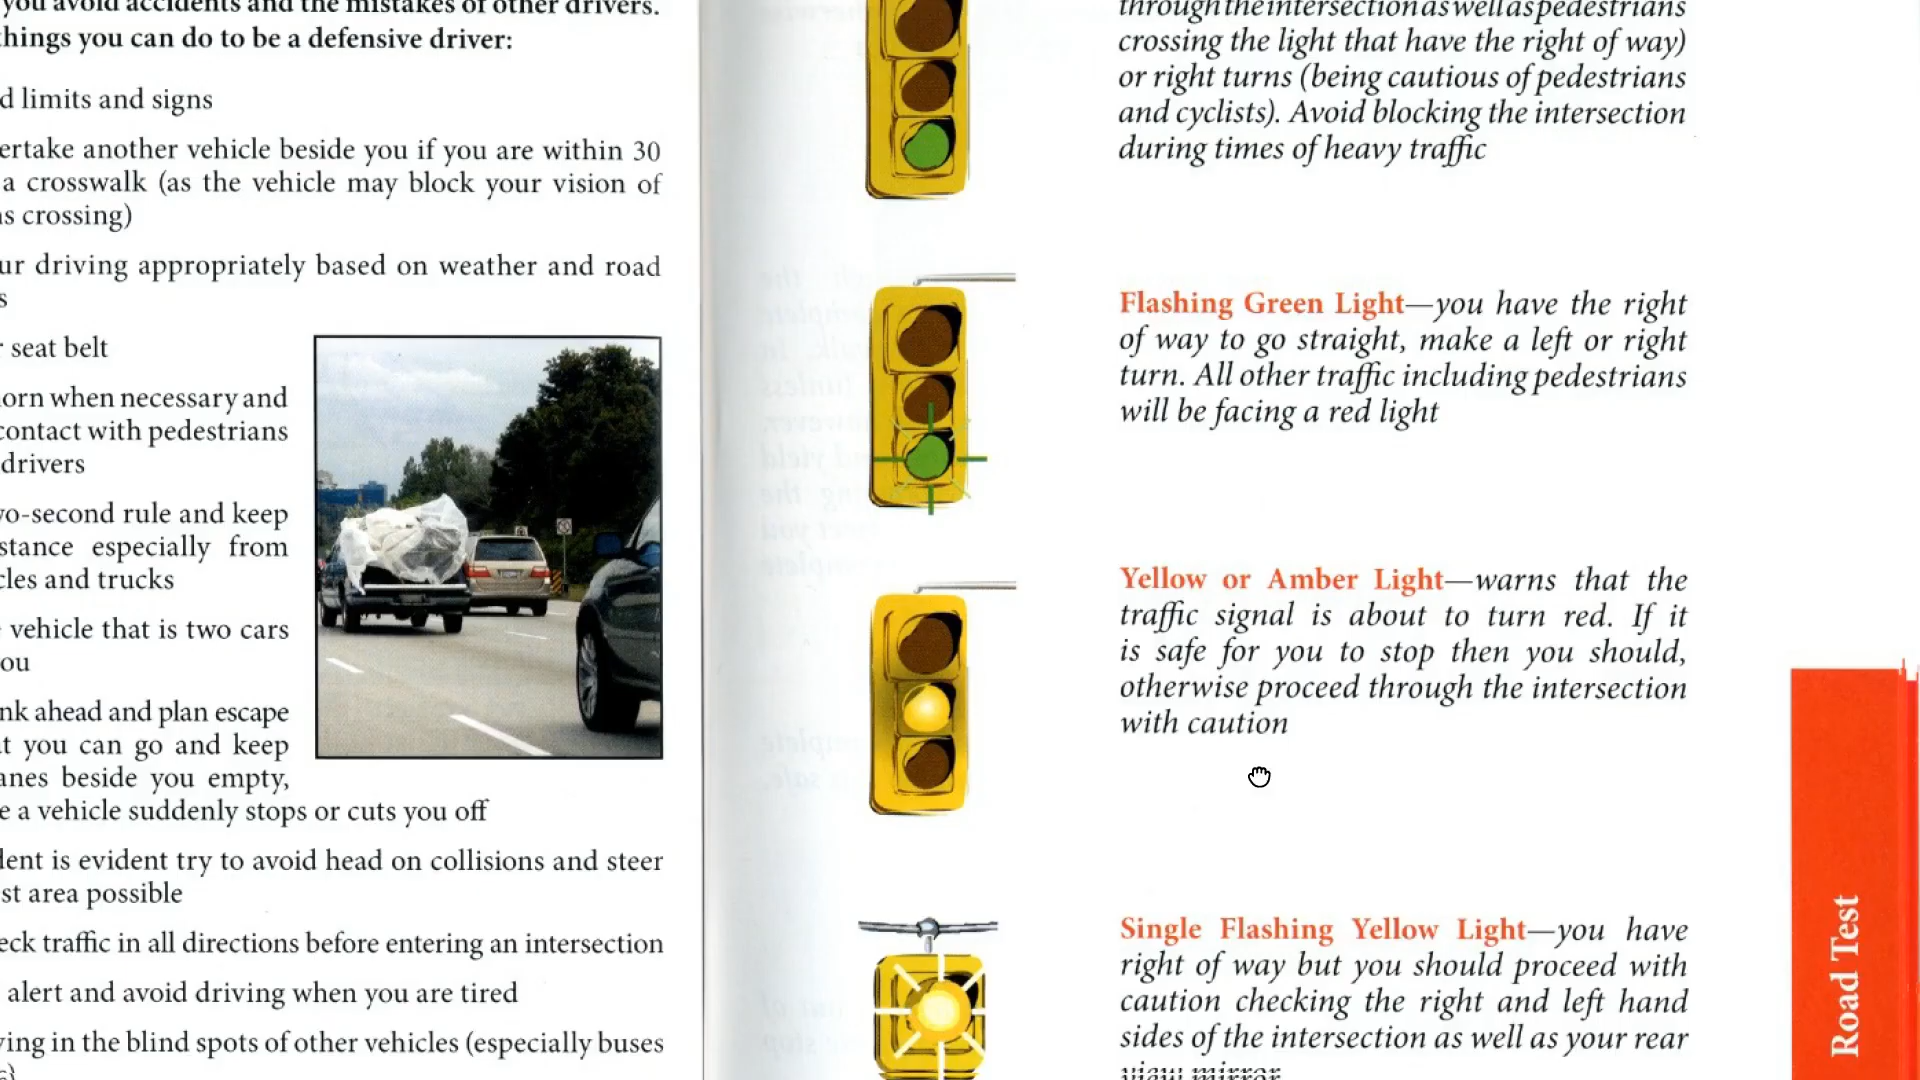 you avoid accidents and the mistakes of other drivers.
things you can do to be a defensive driver:
d limits and signs
ertake another vehicle beside you if you are within 30
a crosswalk (as the vehicle may block your vision of
s crossing)
ur driving appropriately based on weather and road
s
seat belt
orn when necessary and
contact with pedestrians
drivers
wo-second rule and keep
stance especially from
cles and trucks
vehicle that is two cars
ou
nk ahead and plan escape
t you can go and keep
anes beside you empty,
e a vehicle suddenly stops or cuts you off
dent is evident try to avoid head on collisions and steer
st area possible
eck traffic in all directions before entering an intersection
alert and avoid driving when you are tired
ving in the blind spots of other vehicles (especially buses
through the intersection as well as pedestrians
crossing the light that have the right of way)
or right turns (being cautious of pedestrians
and cyclists). Avoid blocking the intersection
during times of heavy traffic
Flashing Green Light—you have the right
of way to go straight, make a left or right
turn. All other traffic including pedestrians
will be facing a red light
Yellow or Amber Light—warns that the
traffic signal is about to turn red. If it
is safe for you to stop then you should,
otherwise proceed through the intersection
with caution
Single Flashing Yellow Light—you have
right of way but you should proceed with
caution checking the right and left hand
sides of the intersection as well as your rear
view mirror
Road Test